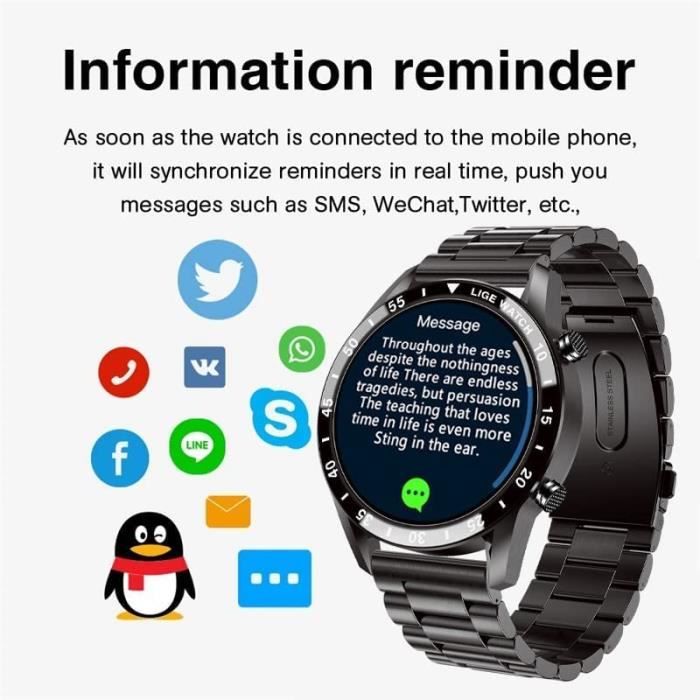 Information reminder
As soon as the watch is connected to the mobile phone,
it will synchronize reminders in real time, push you
messages such as SMS, WeChat,Twitter, etc.,
55
LIGE WATCH
50
10
45
15
40
20
35
30
25
Message
Throughout the ages
despite the nothingness
of life There are endless
tragedies, but persuasion
The teaching that loves
time in life is even more
Sting in the ear.
STAINLESS STEEL
VK
S
f
LINE